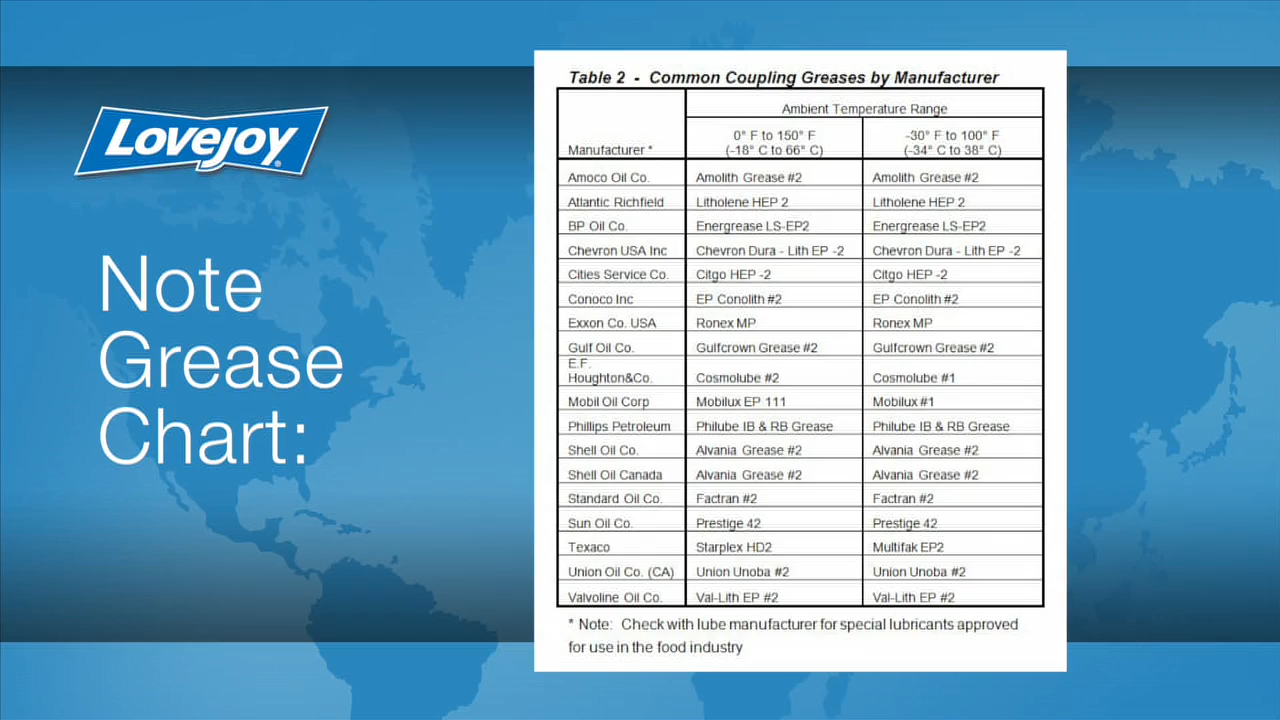 Lovejoy®
Note
Grease
Chart:
Table 2 - Common Coupling Greases by Manufacturer
Ambient Temperature Range
Manufacturer *
0° F to 150° F
(-18° C to 66° C)
-30° F to 100° F
(-34° C to 38° C)
Amoco Oil Co. Amolith Grease #2 Amolith Grease #2
Atlantic Richfield Litholene HEP 2 Litholene HEP 2
BP Oil Co. Energrease LS-EP2 Energrease LS-EP2
Chevron USA Inc Chevron Dura - Lith EP -2 Chevron Dura - Lith EP -2
Cities Service Co. Citgo HEP -2 Citgo HEP -2
Conoco Inc EP Conolith #2 EP Conolith #2
Exxon Co. USA Ronex MP Ronex MP
Gulf Oil Co. Gulfcrown Grease #2 Gulfcrown Grease #2
E.F.
Houghton&Co. Cosmolube #2 Cosmolube #1
Mobil Oil Corp Mobilux EP 111 Mobilux #1
Phillips Petroleum Philube IB & RB Grease Philube IB & RB Grease
Shell Oil Co. Alvania Grease #2 Alvania Grease #2
Shell Oil Canada Alvania Grease #2 Alvania Grease #2
Standard Oil Co. Factran #2 Factran #2
Sun Oil Co. Prestige 42 Prestige 42
Texaco Starplex HD2 Multifak EP2
Union Oil Co. (CA) Union Unoba #2 Union Unoba #2
Valvoline Oil Co. Val-Lith EP #2 Val-Lith EP #2
* Note: Check with lube manufacturer for special lubricants approved
for use in the food industry